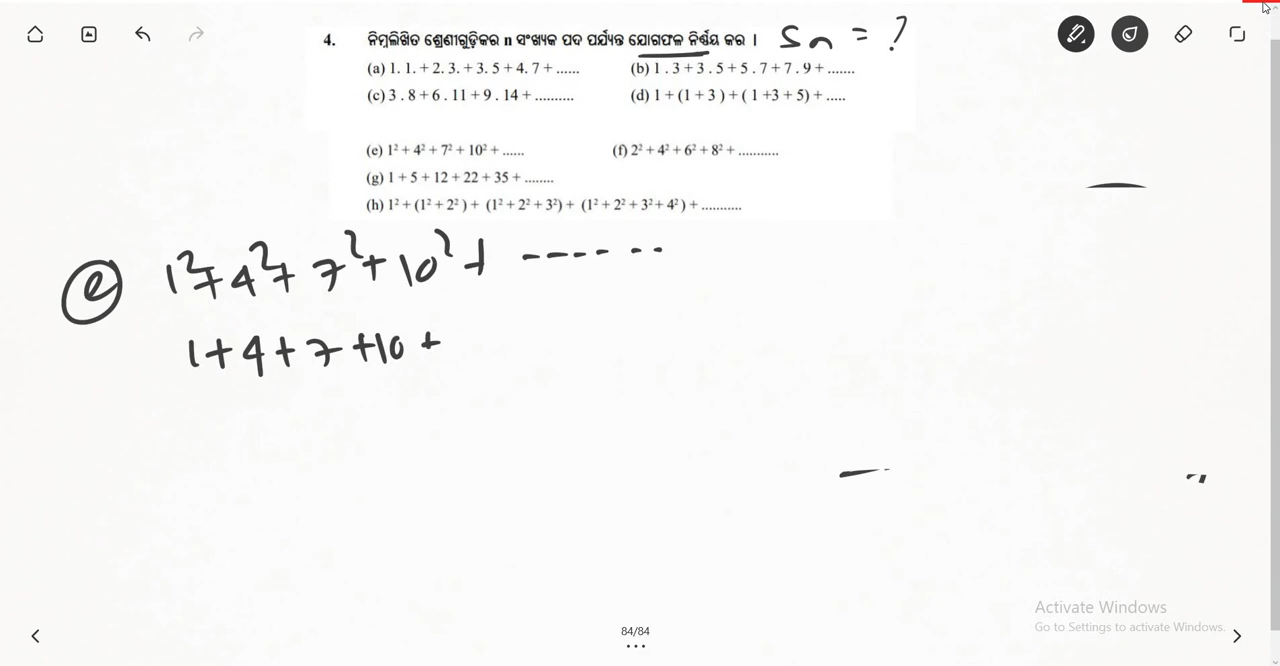 4. ନିମ୍ନଲିଖିତ ଶ୍ରେଣୀଗୁଡ଼ିକର n ସଂଖ୍ୟକ ପଦ ପର୍ଯ୍ୟନ୍ତ ଯୋଗଫଳ ନିର୍ଣ୍ଣୟ କର । Sn = ?
(a) 1. 1. + 2. 3. + 3. 5 + 4. 7 + ...... (b) 1 . 3 + 3 . 5 + 5 . 7 + 7 . 9 + .......
(c) 3 . 8 + 6 . 11 + 9 . 14 + .......... (d) 1 + (1 + 3 ) + ( 1 +3 + 5) + .....
(e) 1² + 4² + 7² + 10² + ...... (f) 2² + 4² + 6² + 8² + ...........
(g) 1 + 5 + 12 + 22 + 35 + ........
(h) 1² + (1² + 2² ) + (1² + 2² + 3²) + (1² + 2² + 3² + 4² ) + ...........
(e) 1² + 4² + 7² + 10² + ------ --
1 + 4 + 7 + 10 +
Activate Windows
Go to Settings to activate Windows.
84/84